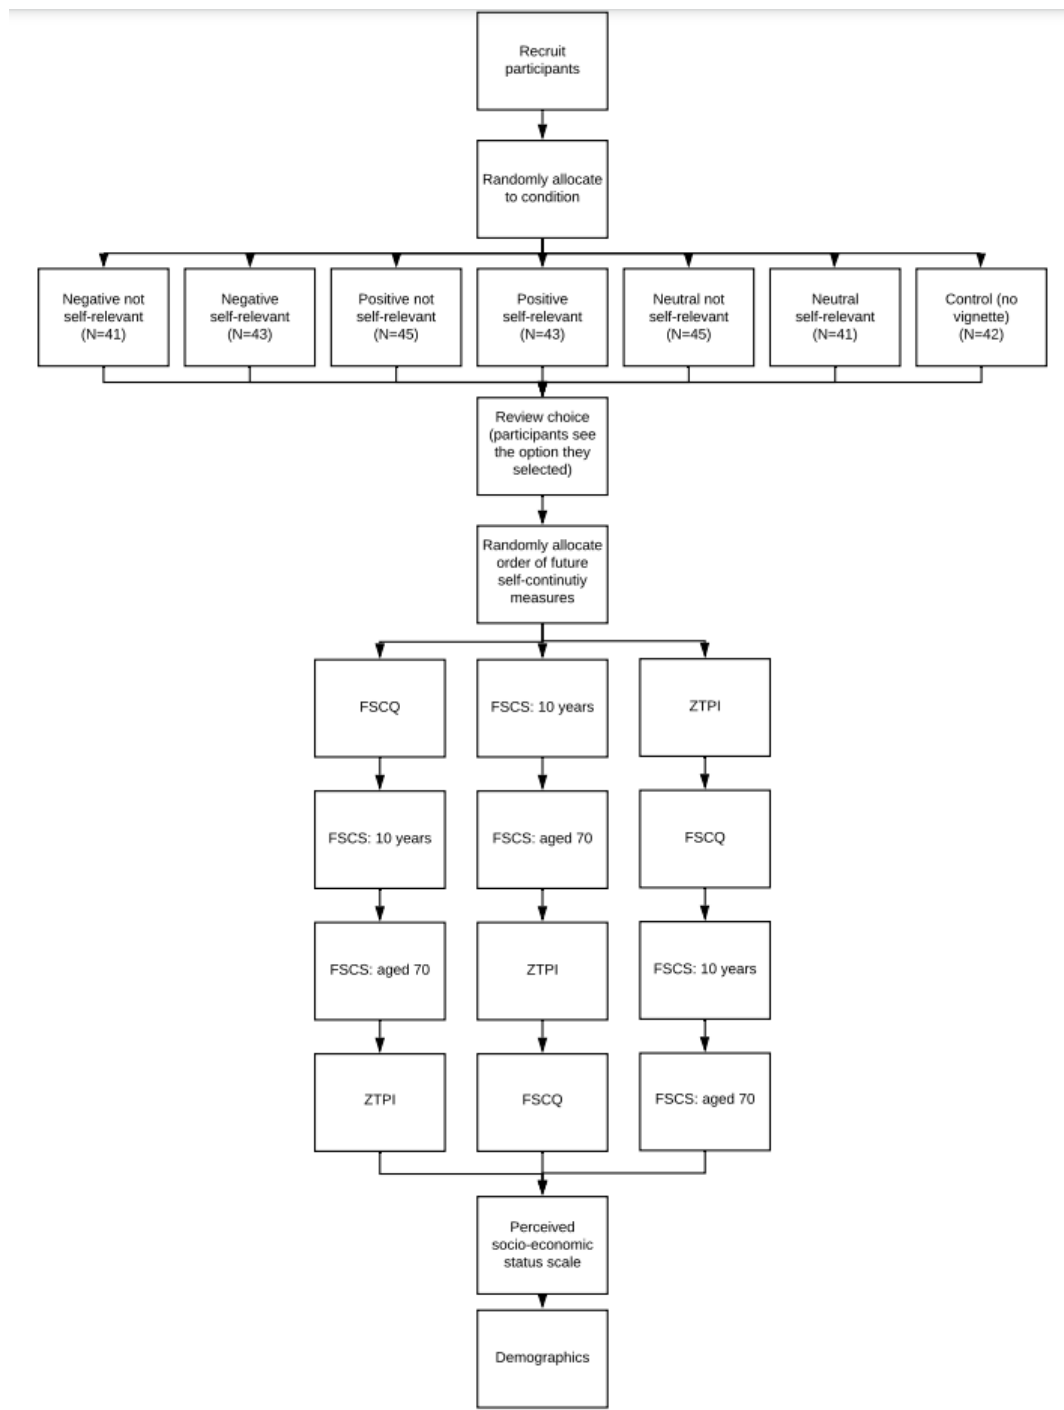 Recruit
participants
Randomly allocate
to condition
Negative not
self-relevant
(N=41)
Negative
self-relevant
(N=43)
Positive not
self-relevant
(N=45)
Positive
self-relevant
(N=43)
Neutral not
self-relevant
(N=45)
Neutral
self-relevant
(N=41)
Control (no
vignette)
(N=42)
Review choice
(participants see
the option they
selected)
Randomly allocate
order of future
self-continutiy
measures
FSCQ
FSCS: 10 years
ZTPI
FSCS: 10 years
FSCS: aged 70
FSCQ
FSCS: aged 70
ZTPI
FSCS: 10 years
ZTPI
FSCQ
FSCS: aged 70
Perceived
socio-economic
status scale
Demographics